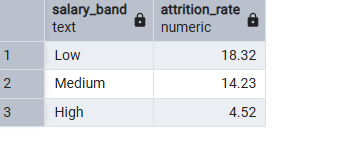 salary_band attrition_rate
text numeric
1 Low 18.32
2 Medium 14.23
3 High 4.52